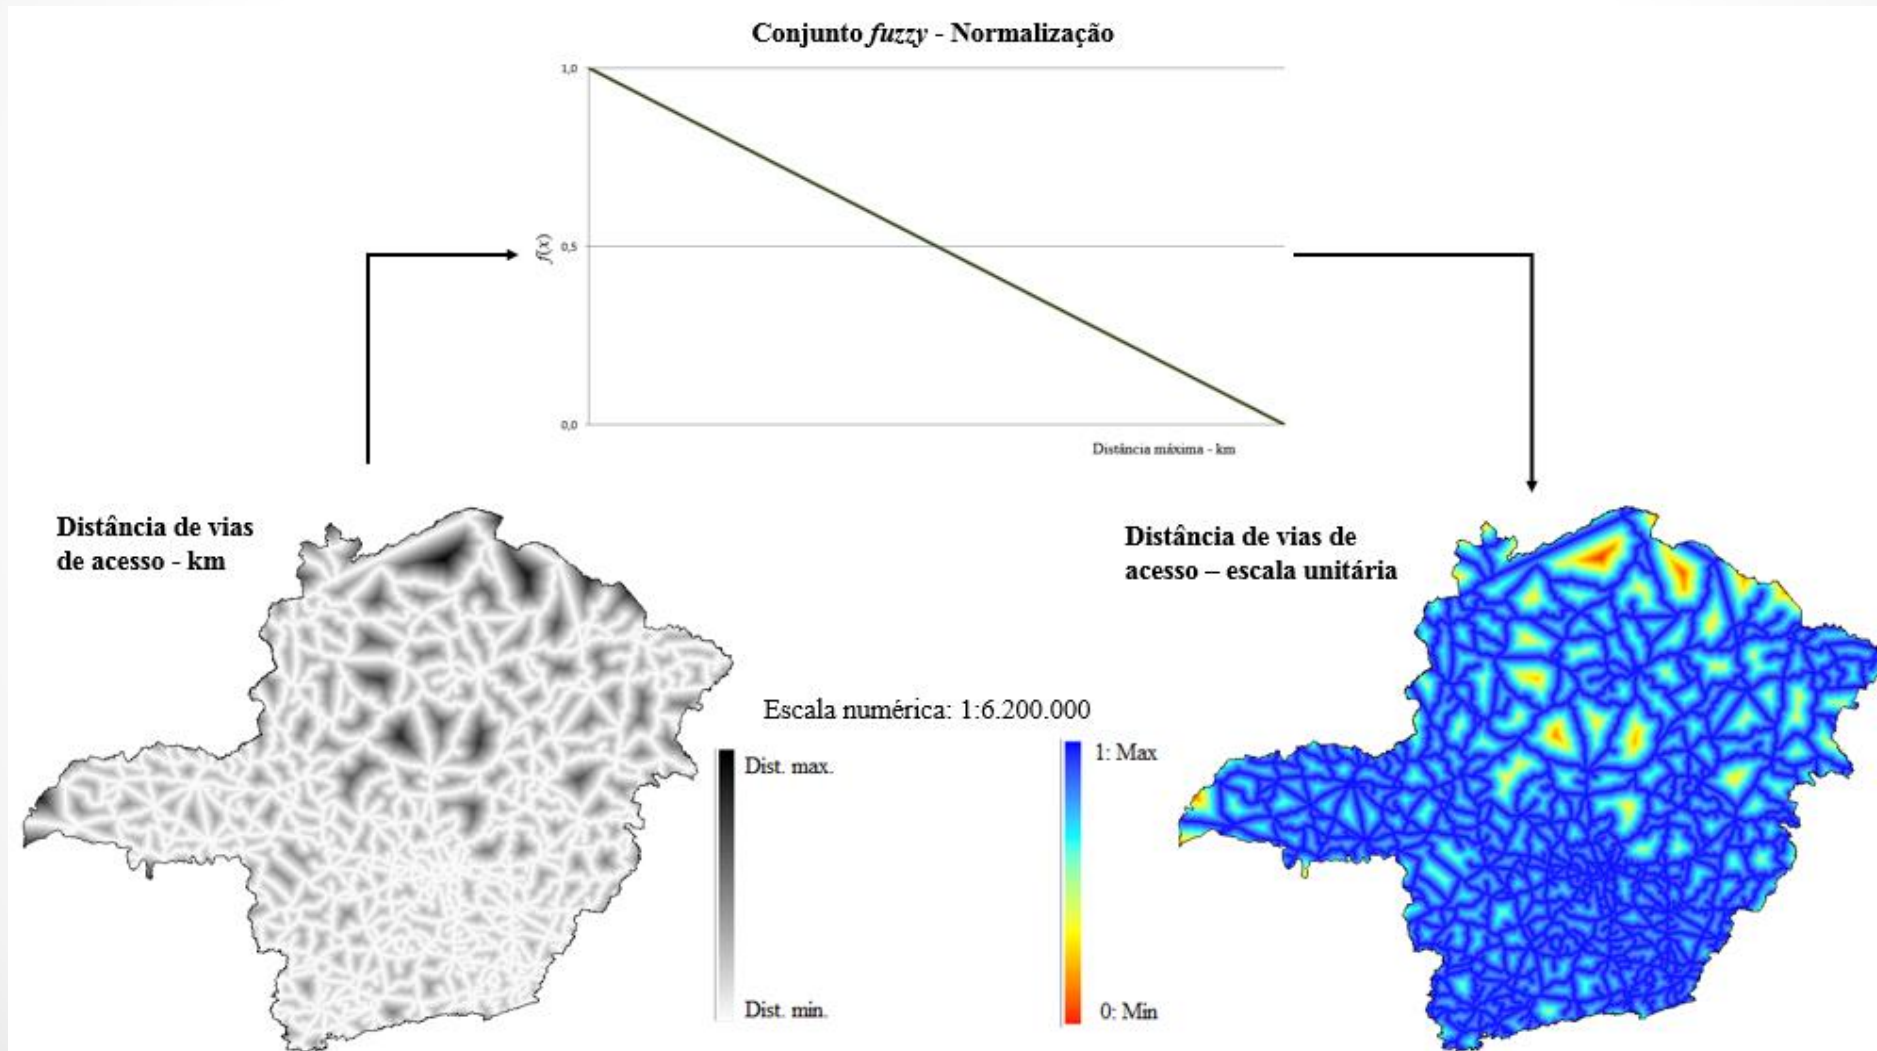 Conjunto fuzzy - Normalização
1,0
f(x)
0,5
0,0
Distância máxima - km
Distância de vias
de acesso - km
Distância de vias de
acesso – escala unitária
Escala numérica: 1:6.200.000
Dist. max.
Dist. min.
1: Max
0: Min